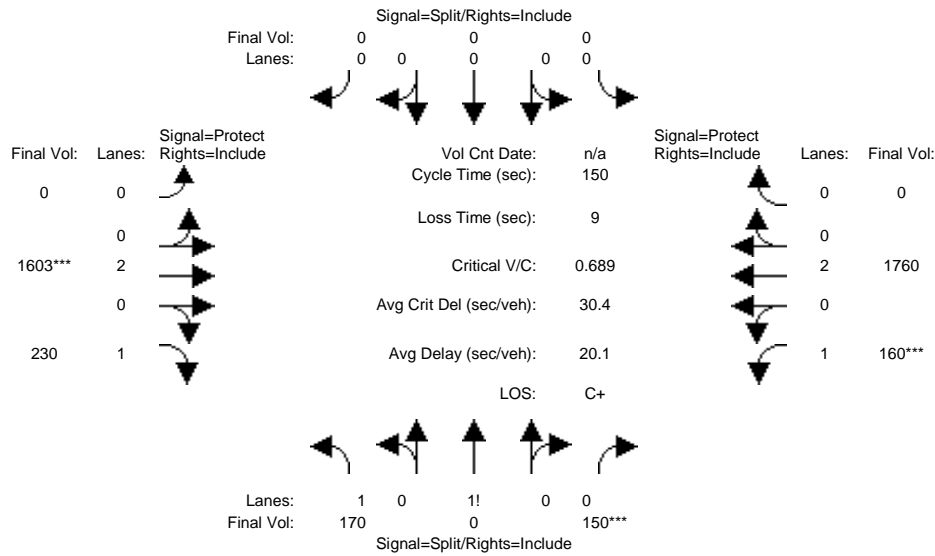 Signal=Split/Rights=Include
Final Vol: 0 0 0
Lanes: 0 0 0 0 0
Signal=Protect
Final Vol: Lanes: Rights=Include Vol Cnt Date: n/a Signal=Protect
Rights=Include Lanes: Final Vol:
Cycle Time (sec): 150
0 0 0 0
Loss Time (sec): 9
0 0
1603*** 2 Critical V/C: 0.689 2 1760
0 Avg Crit Del (sec/veh): 30.4 0
230 1 Avg Delay (sec/veh): 20.1 1 160***
LOS: C+
Lanes: 1 0 1! 0 0
Final Vol: 170 0 150***
Signal=Split/Rights=Include